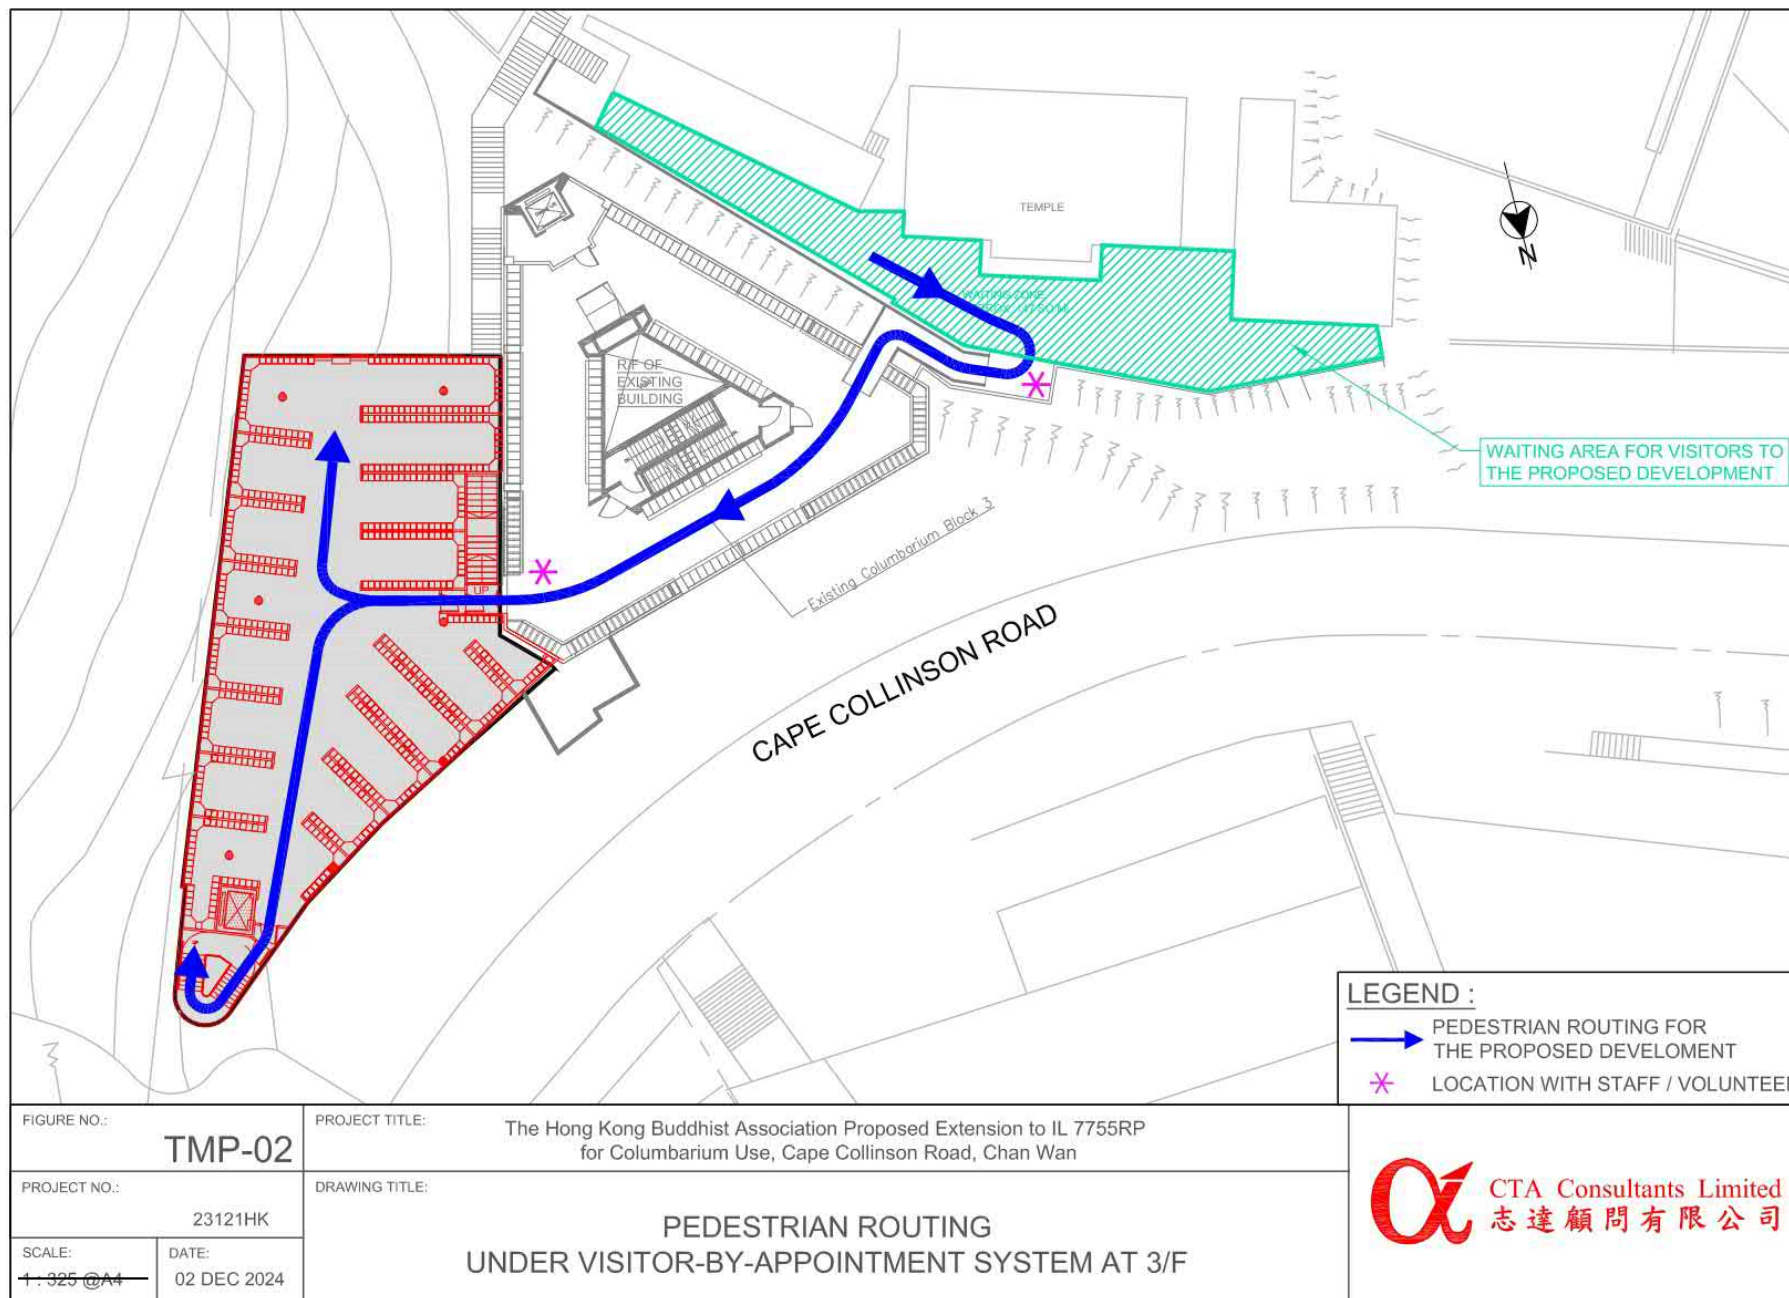 TEMPLE
N
WAITING ZONE
R/F OF
EXISTING
BUILDING
UP
WAITING AREA FOR VISITORS TO
THE PROPOSED DEVELOPMENT
Existing Columbarium Block 3
CAPE COLLINSON ROAD
LEGEND :
PEDESTRIAN ROUTING FOR
THE PROPOSED DEVELOMENT
LOCATION WITH STAFF / VOLUNTEE
FIGURE NO.:
TMP-02
PROJECT TITLE:
The Hong Kong Buddhist Association Proposed Extension to IL 7755RP
for Columbarium Use, Cape Collinson Road, Chan Wan
PROJECT NO.:
23121HK
DRAWING TITLE:
PEDESTRIAN ROUTING
UNDER VISITOR-BY-APPOINTMENT SYSTEM AT 3/F
SCALE:
1 : 325 @A4
DATE:
02 DEC 2024
CTA Consultants Limited
志達顧問有限公司